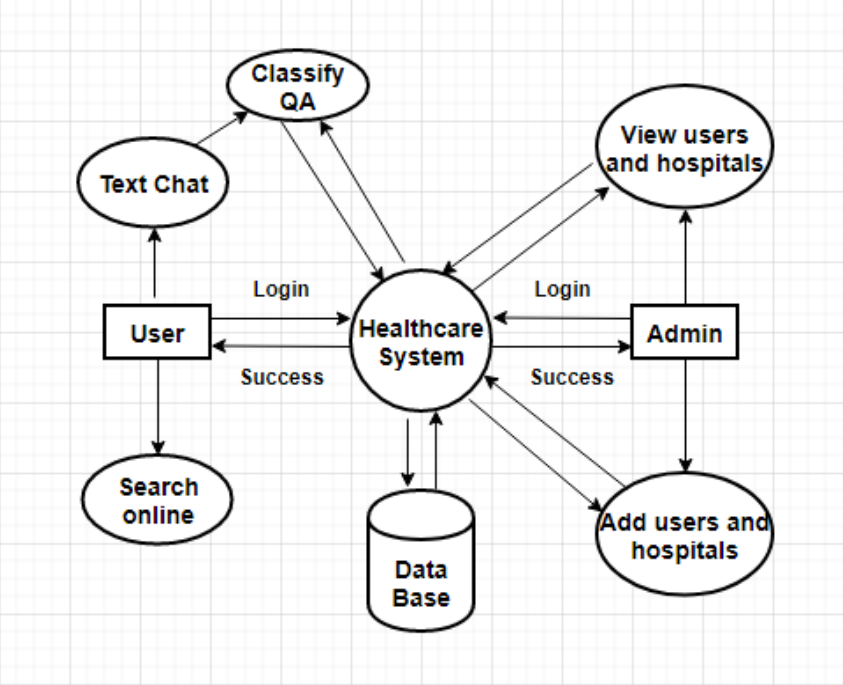 Classify
QA
View users
and hospitals
Text Chat
Login
Login
User
Healthcare
System
Admin
Success
Success
Search
online
Add users and
hospitals
Data
Base